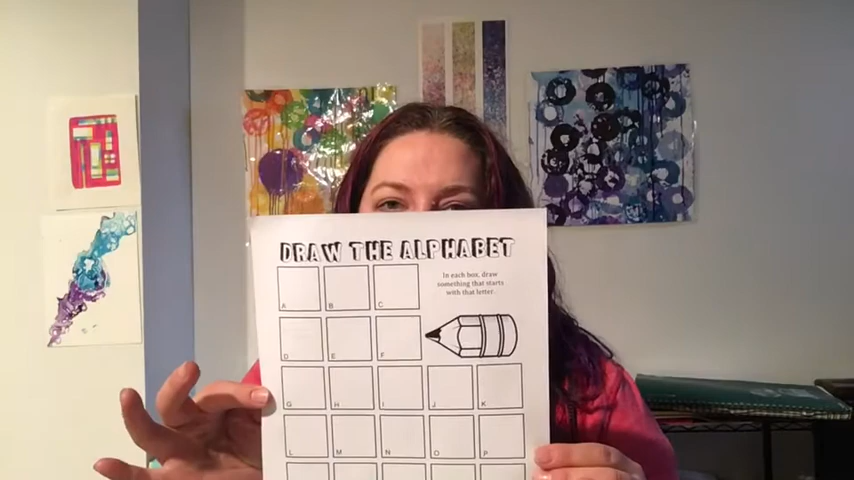 DRAW THE ALPHABET
In each box, draw
something that starts
with that letter.
A B C
D E F
G H I J K
L M N O P